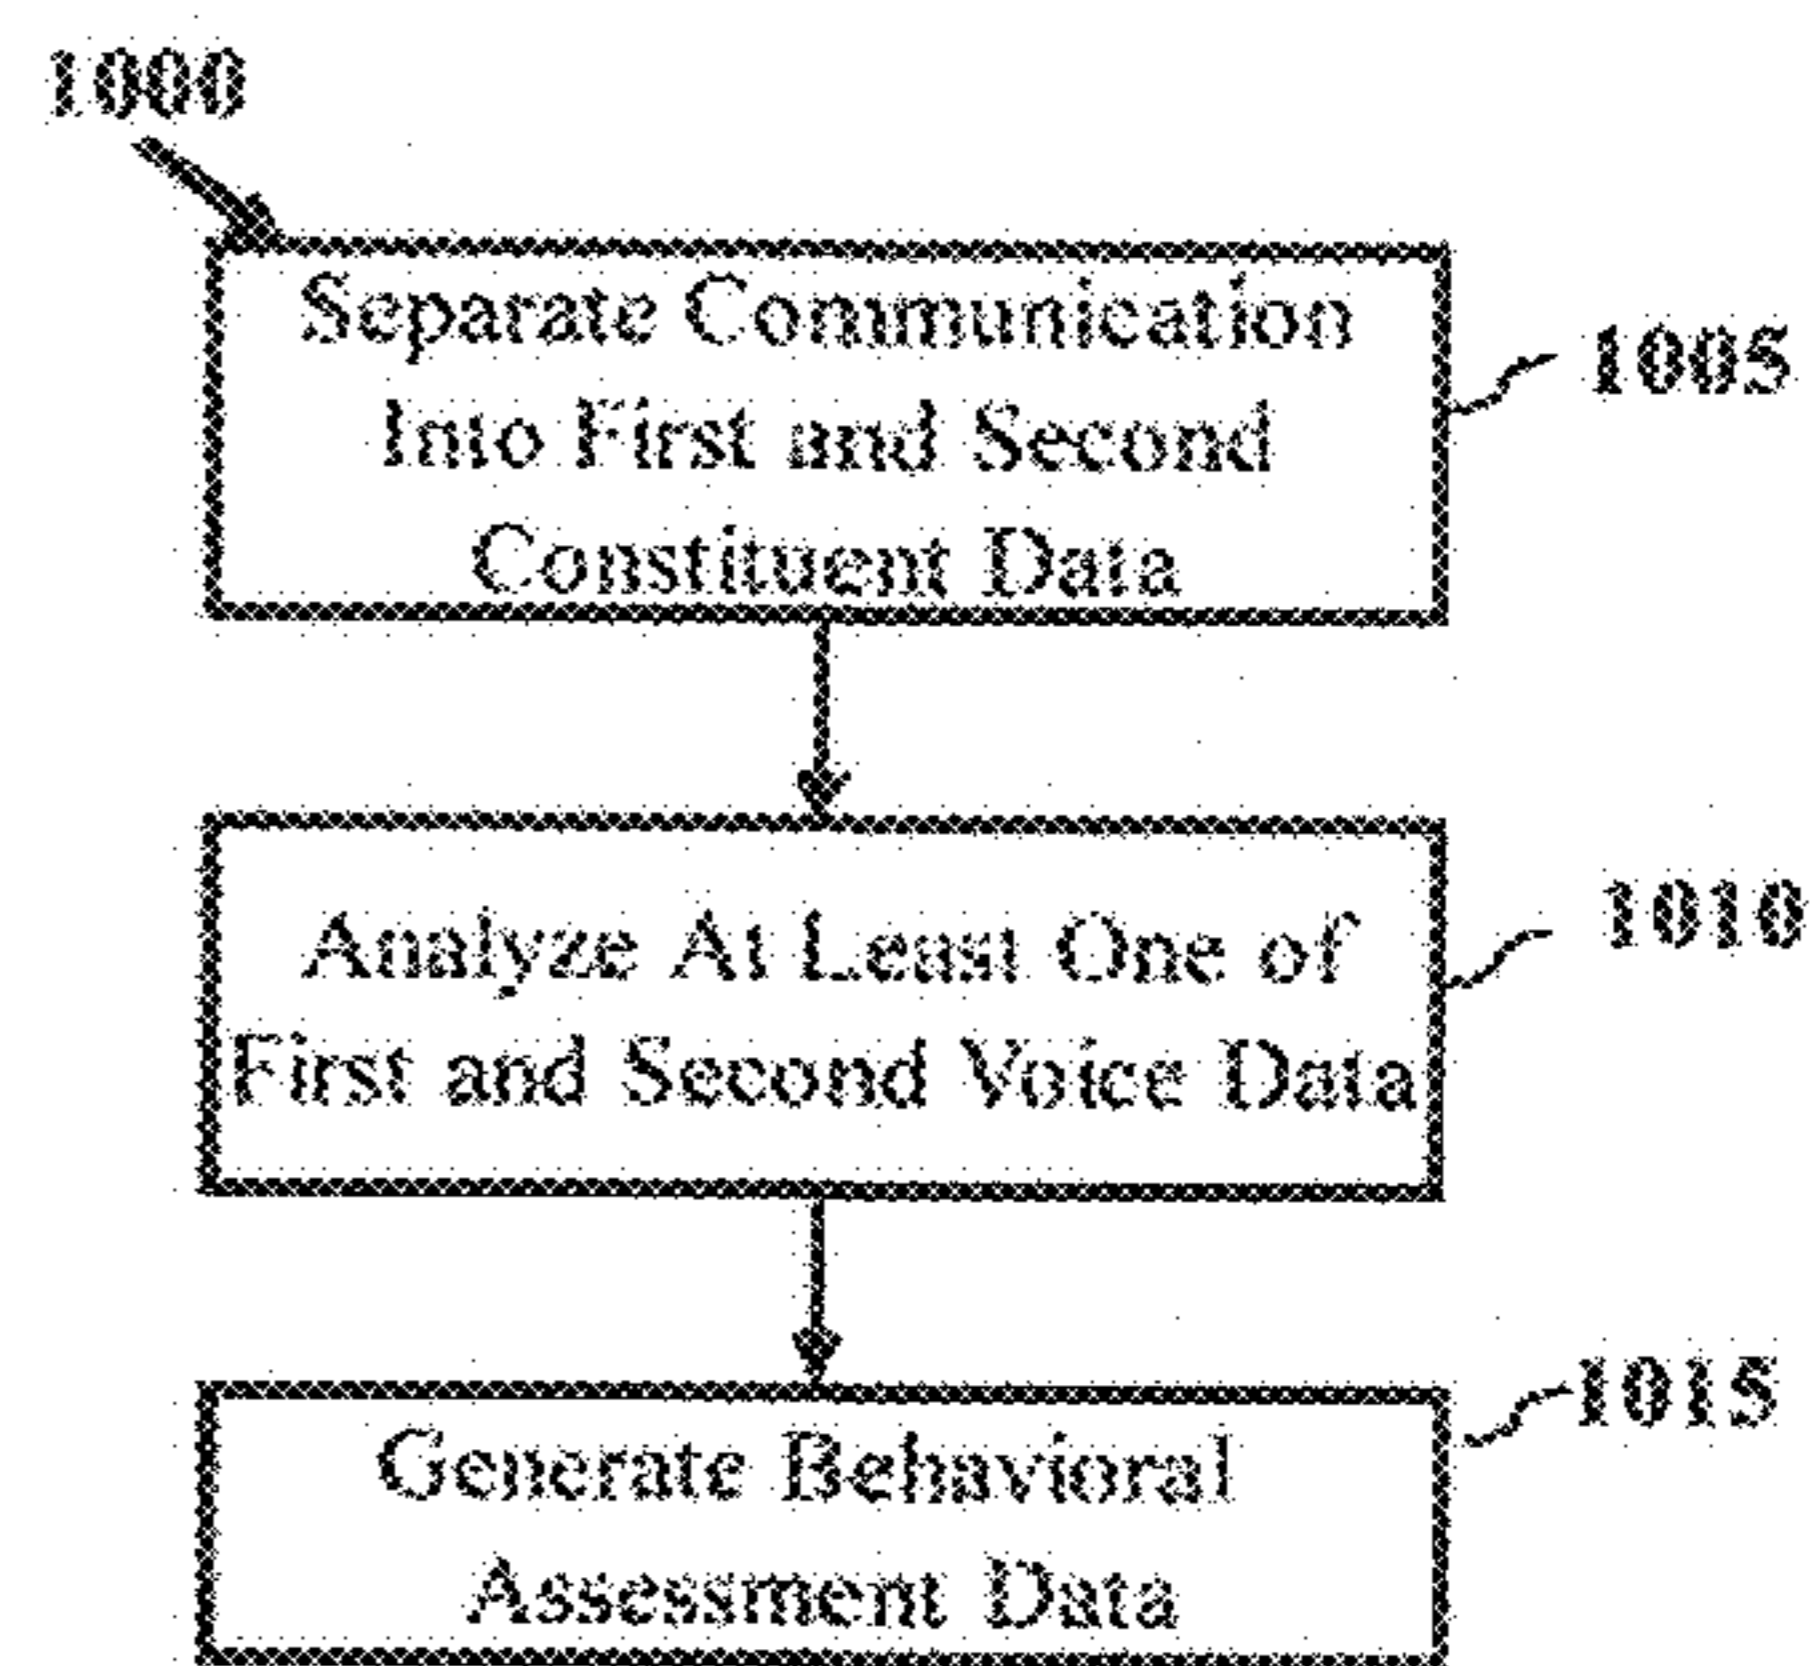 1000
Separate Communication
Into First and Second
Constituent Data
1005
Analyze At Least One of
First and Second Voice Data
1010
Generate Behavioral
Assessment Data
1015